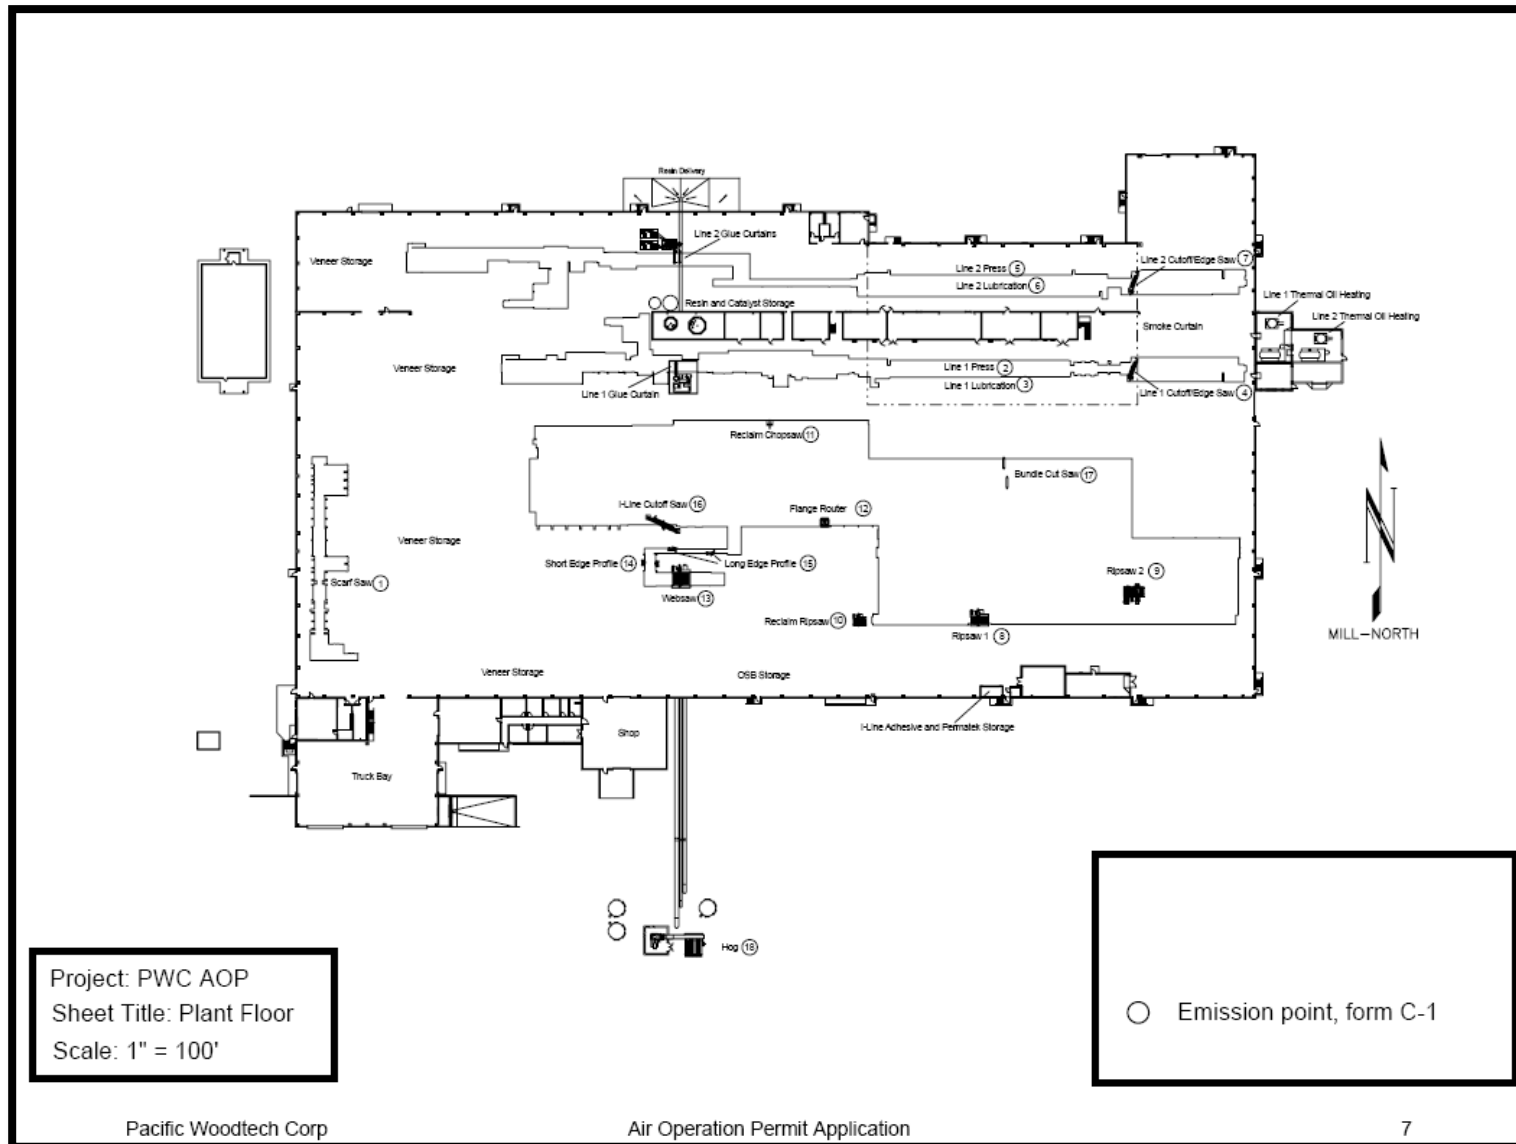 Resin Delivery
Line 2 Glue Curtains
Veneer Storage
Line 2 Press 5
Line 2 Cutoff/Edge Saw 7
Line 2 Lubrication 6
Line 1 Thermal Oil Heating
Resin and Catalyst Storage
Line 2 Thermal Oil Heating
Smoke Curtain
Veneer Storage
Line 1 Press 2
Line 1 Glue Curtain
Line 1 Lubrication 3
Line 1 Cutoff/Edge Saw 4
Reclaim Chopsaw 11
Bundle Cut Saw 17
I-Line Cutoff Saw 16
Flange Router 12
Veneer Storage
Short Edge Profile 14
Long Edge Profile 15
Scarf Saw 1
Ripsaw 2 9
Websaw 13
Reclaim Ripsaw 10
Ripsaw 1 8
MILL-NORTH
Veneer Storage
OSB Storage
I-Line Adhesive and Permatek Storage
Shop
Truck Bay
Hog 18
Project: PWC AOP
Sheet Title: Plant Floor
Scale: 1" = 100'
Emission point, form C-1
Pacific Woodtech Corp
Air Operation Permit Application
7